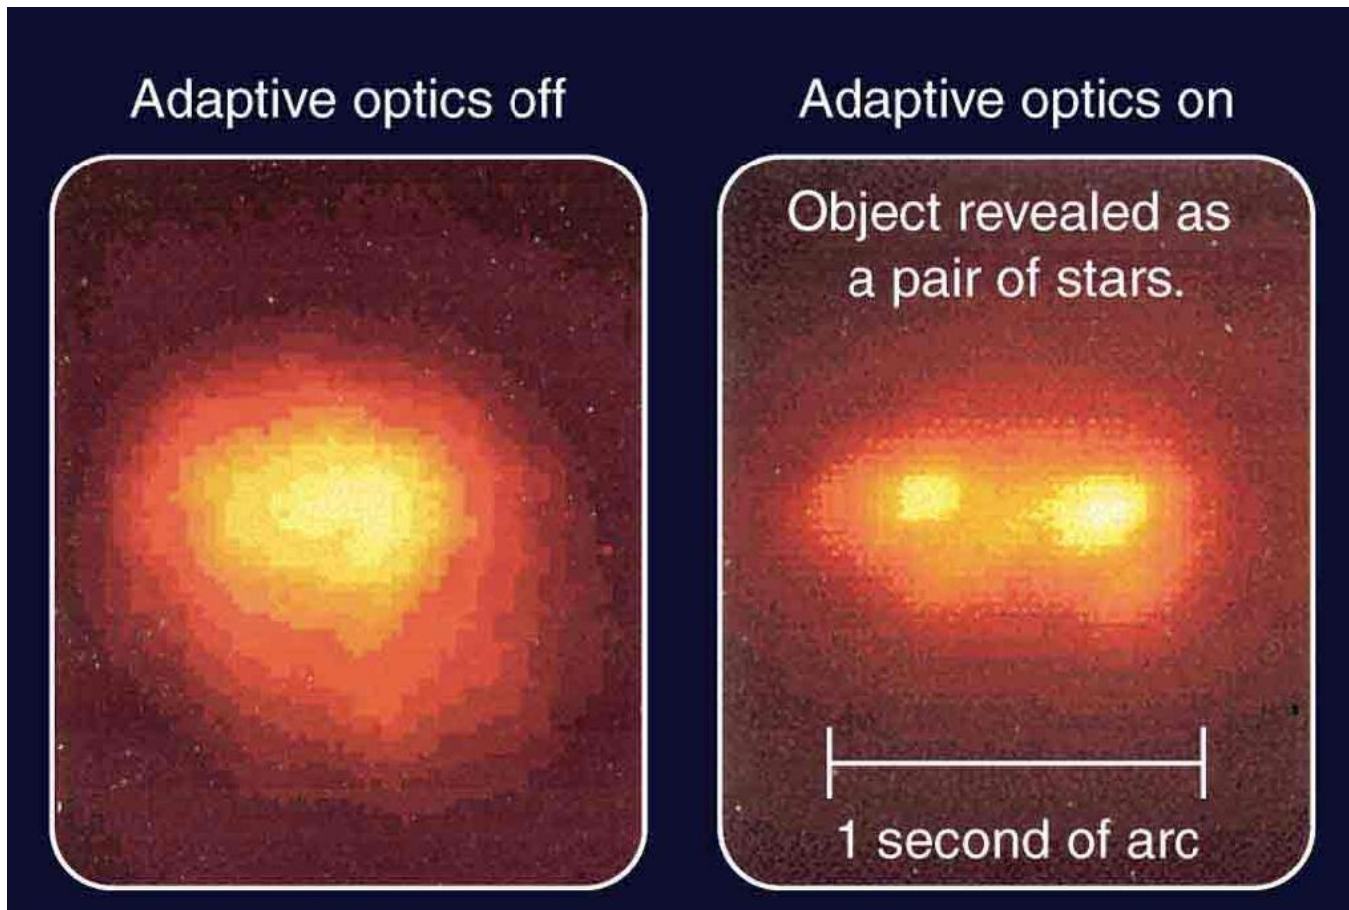 Adaptive optics off
Adaptive optics on
Object revealed as
a pair of stars.
1 second of arc